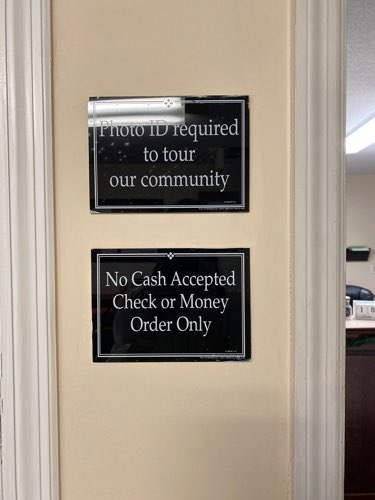 Photo ID required
to tour
our community
No Cash Accepted
Check or Money
Order Only